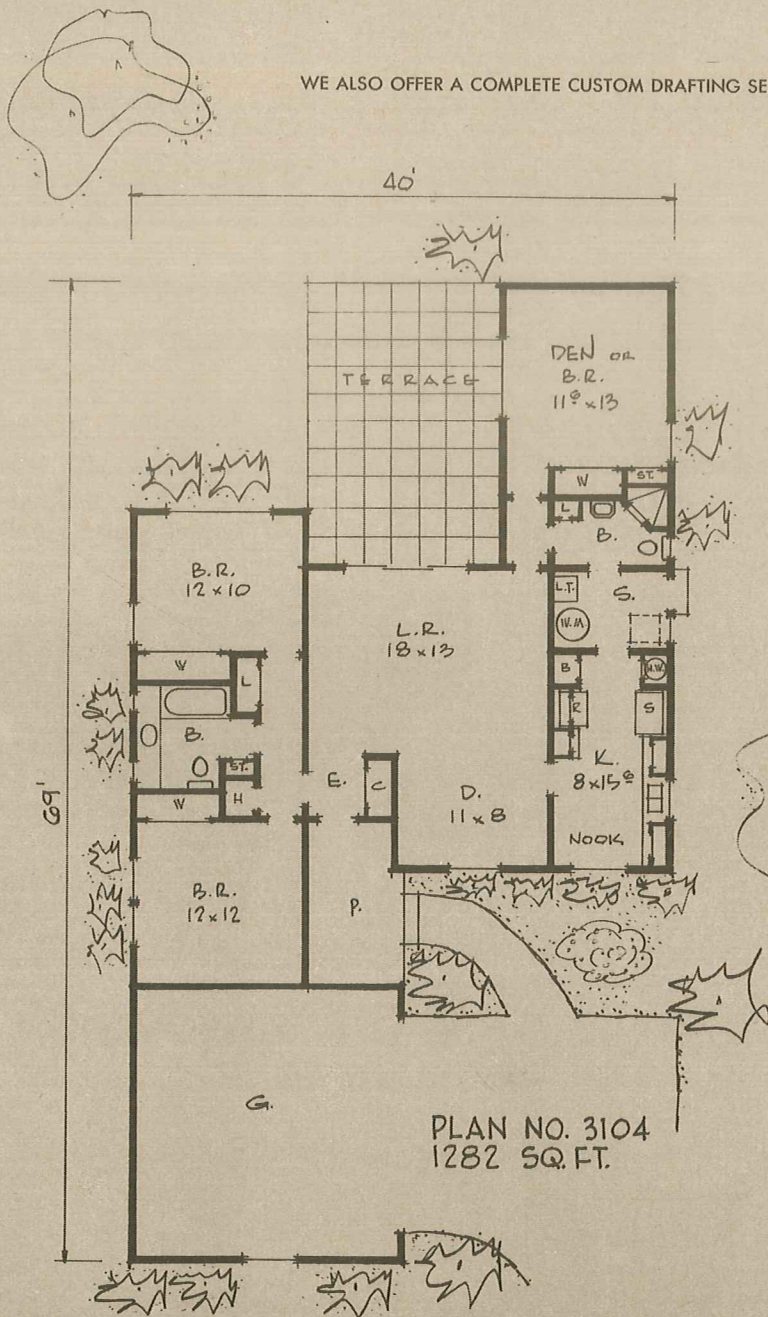 WE ALSO OFFER A COMPLETE CUSTOM DRAFTING SE
40'
TERRACE
DEN OR
B.R.
11⁶ x 13
W
ST.
L
B.
B.R.
12 x 10
L.R.
18 x 13
L.T.
S.
W.M
W
L
B
H.W.
R
S
B.
ST.
K.
8 x 15⁶
E.
C
D.
11 x 8
W
H
NOOK
69'
B.R.
12 x 12
P.
G.
PLAN NO. 3104
1282 SQ. FT.